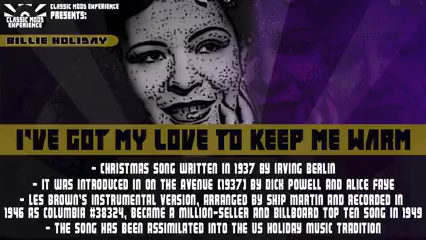 CLASSIC MOOD EXPERIENCE
PRESENTS:
CLASSIC MOOD
EXPERIENCE
BILLIE HOLIDAY
I'VE GOT MY LOVE TO KEEP ME WARM
- CHRISTMAS SONG WRITTEN IN 1937 BY IRVING BERLIN
- IT WAS INTRODUCED IN ON THE AVENUE (1937) BY DICK POWELL AND ALICE FAYE
- LES BROWN'S INSTRUMENTAL VERSION, ARRANGED BY SKIP MARTIN AND RECORDED IN
1946 AS COLUMBIA #38324, BECAME A MILLION-SELLER AND BILLBOARD TOP TEN SONG IN 1949
- THE SONG HAS BEEN ASSIMILATED INTO THE US HOLIDAY MUSIC TRADITION